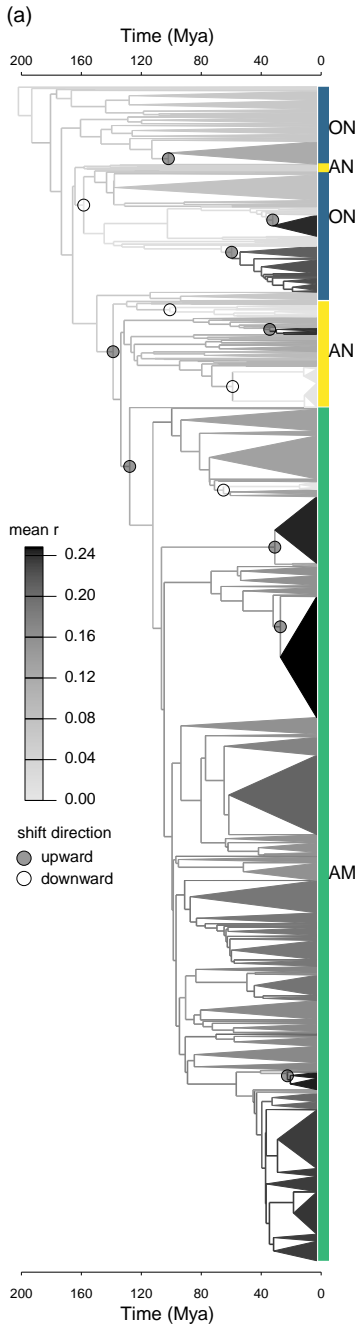 (a)
Time (Mya)
200 160 120 80 40 0
ON
AN
ON
AN
mean r
0.24
0.20
0.16
0.12
0.08
0.04
0.00
shift direction
upward
downward
AM
200 160 120 80 40 0
Time (Mya)